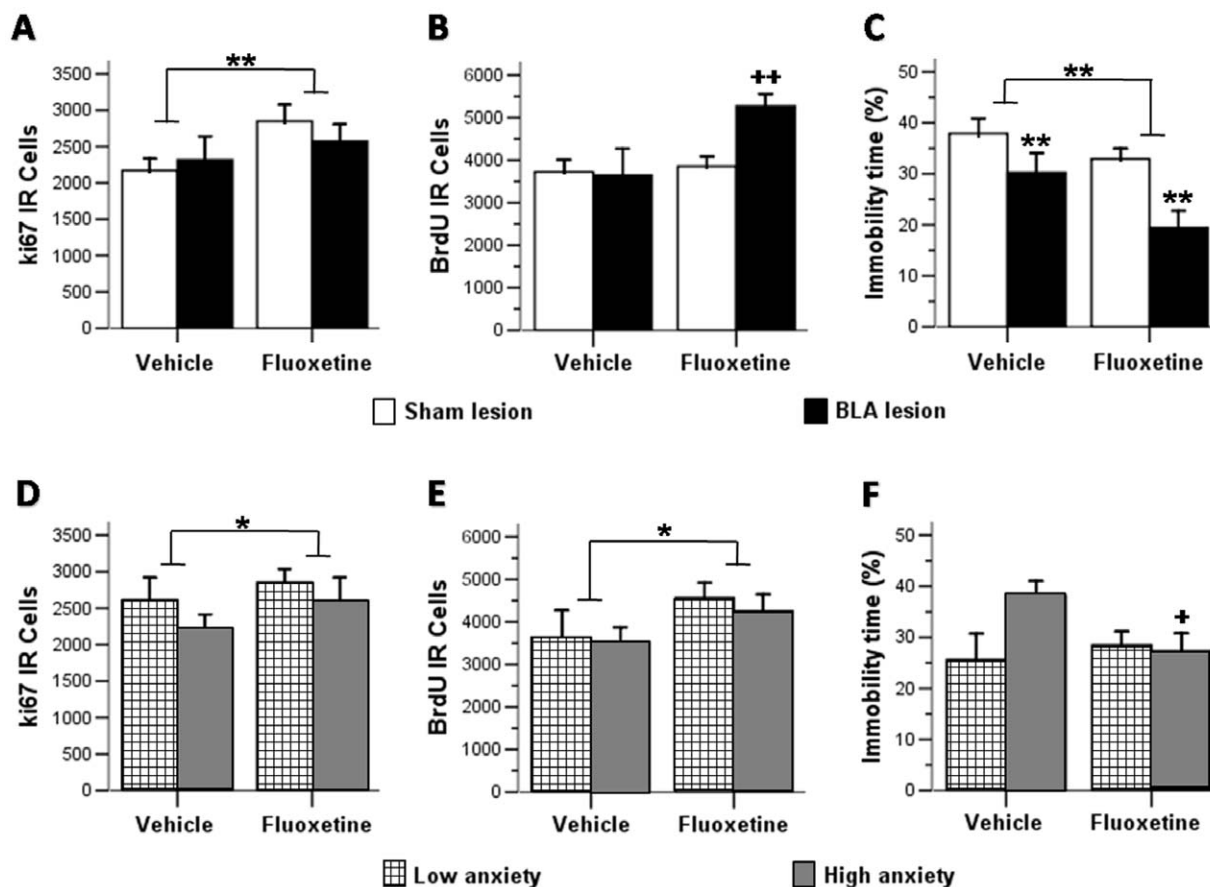 A
ki67 IR Cells
3500
3000
2500
2000
1500
1000
500
0
**
Vehicle
Fluoxetine
B
BrdU IR Cells
6000
5000
4000
3000
2000
1000
0
++
Vehicle
Fluoxetine
C
Immobility time (%)
50
40
30
20
10
0
**
**
**
Vehicle
Fluoxetine
Sham lesion
BLA lesion
D
ki67 IR Cells
3500
3000
2500
2000
1500
1000
500
0
*
Vehicle
Fluoxetine
E
BrdU IR Cells
6000
5000
4000
3000
2000
1000
0
*
Vehicle
Fluoxetine
F
Immobility time (%)
50
40
30
20
10
0
+
Vehicle
Fluoxetine
Low anxiety
High anxiety